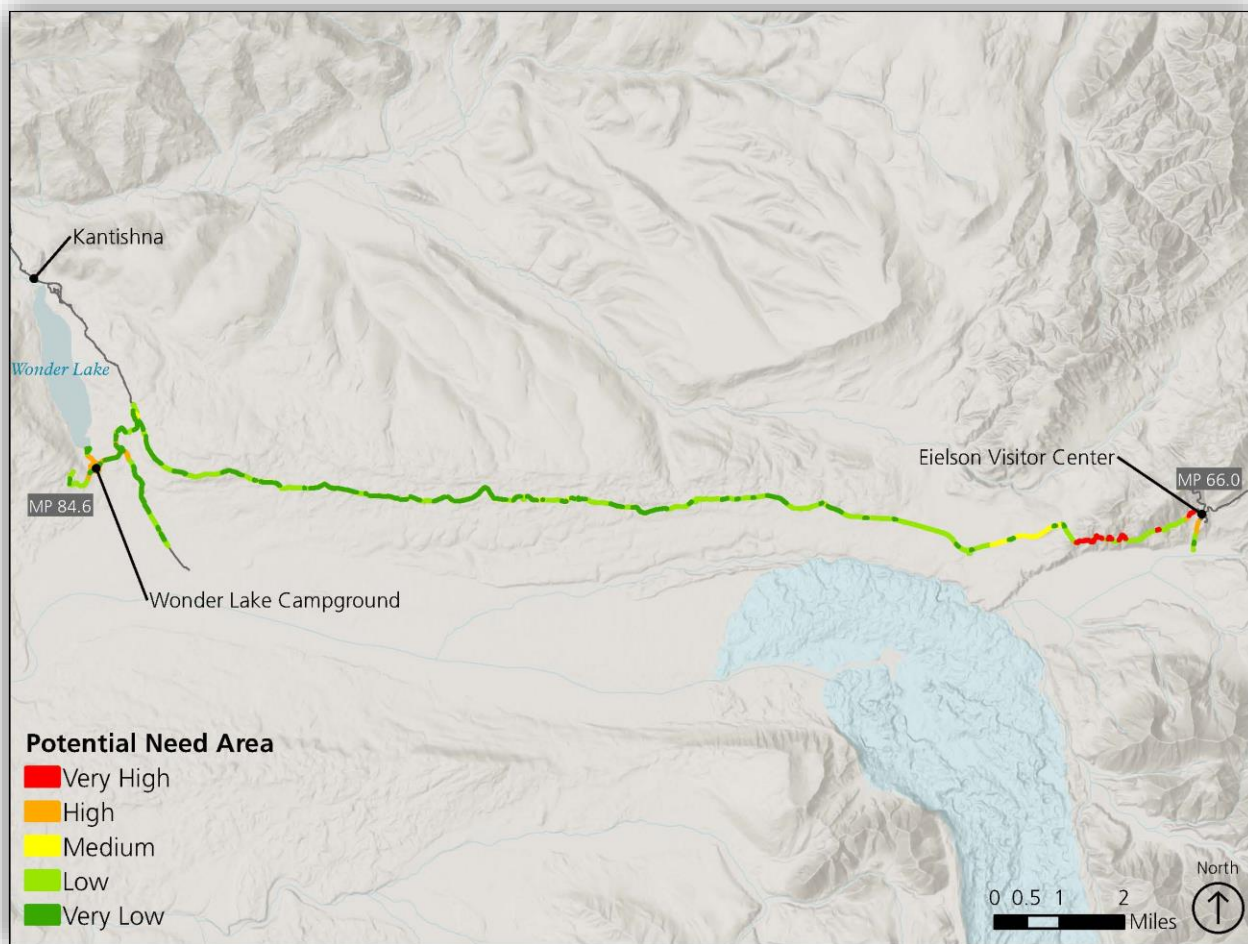 Kantishna
Wonder Lake
Eielson Visitor Center
MP 66.0
MP 84.6
Wonder Lake Campground
Potential Need Area
Very High
High
Medium
Low
Very Low
North
0 0.5 1 2
Miles